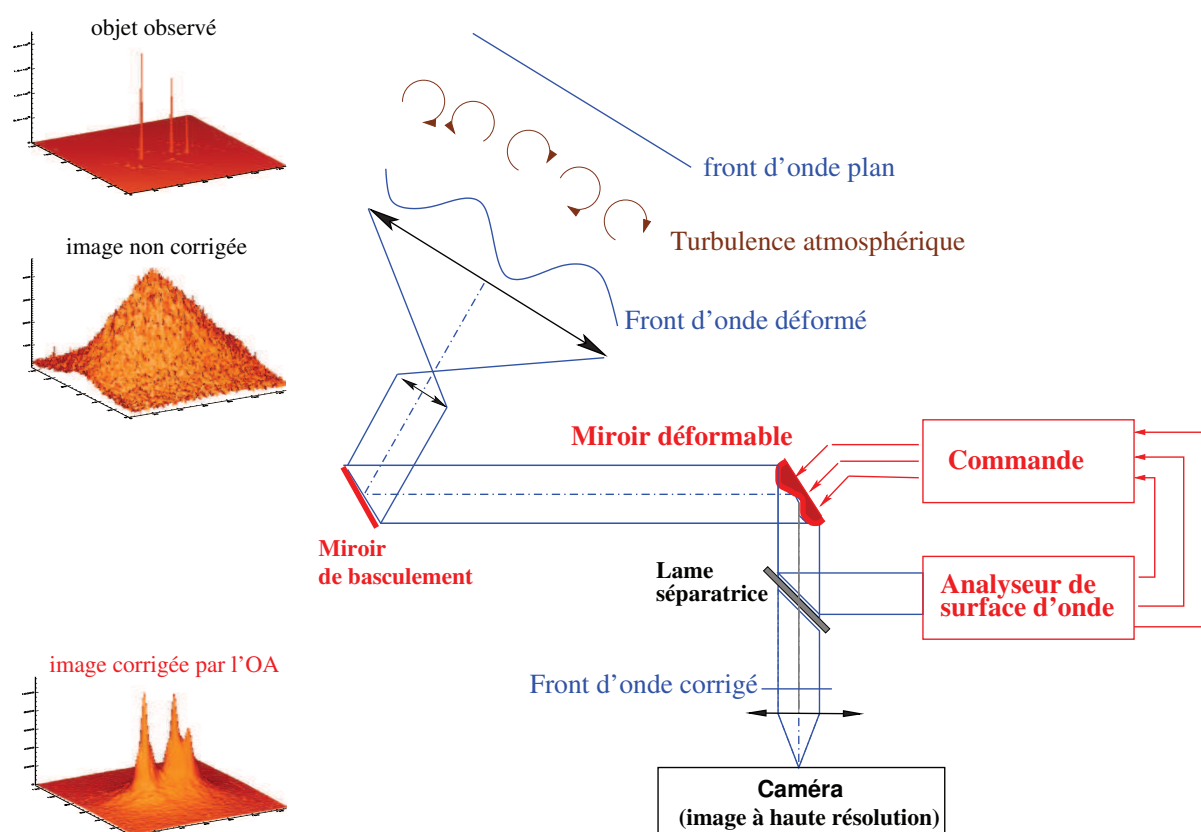 objet observé
front d'onde plan
Turbulence atmosphérique
image non corrigée
Front d'onde déformé
Miroir déformable
Commande
Miroir
de basculement
Lame
séparatrice
Analyseur de
surface d'onde
image corrigée par l'OA
Front d'onde corrigé
Caméra
(image à haute résolution)